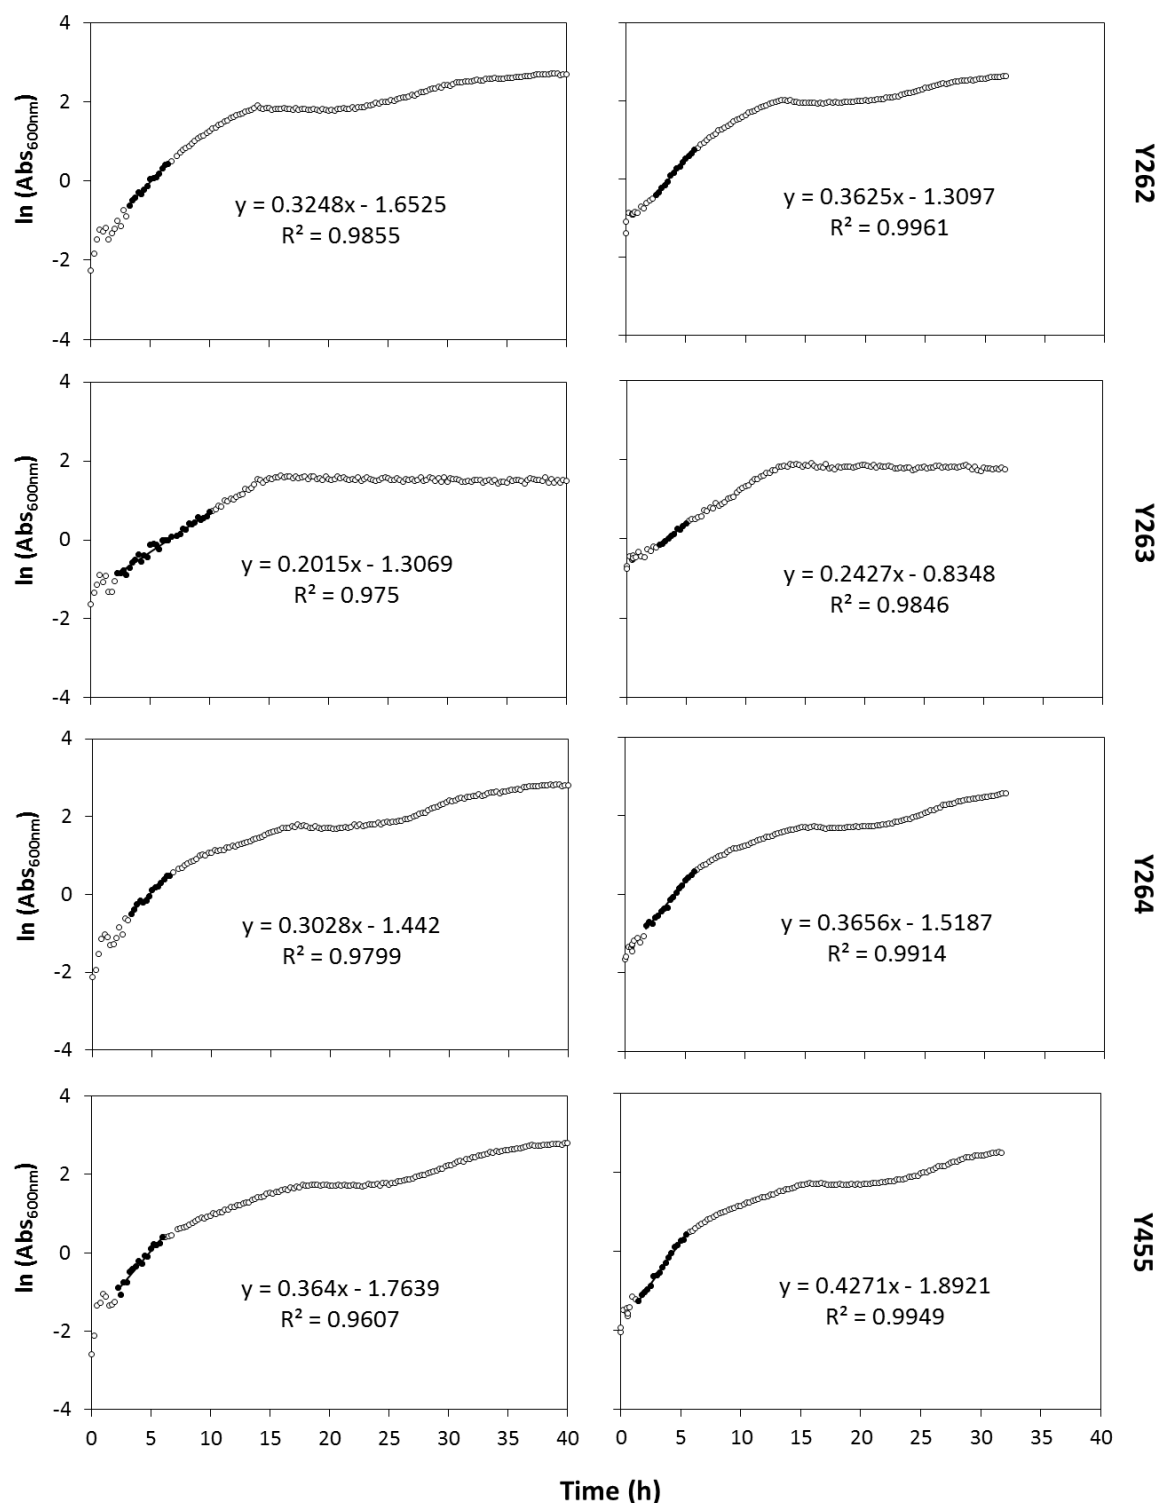 4
2
0
-2
-4
ln (Abs600nm)
y = 0.3248x - 1.6525
R² = 0.9855
y = 0.3625x - 1.3097
R² = 0.9961
Y262
4
2
0
-2
-4
ln (Abs600nm)
y = 0.2015x - 1.3069
R² = 0.975
y = 0.2427x - 0.8348
R² = 0.9846
Y263
4
2
0
-2
-4
ln (Abs600nm)
y = 0.3028x - 1.442
R² = 0.9799
y = 0.3656x - 1.5187
R² = 0.9914
Y264
4
2
0
-2
-4
ln (Abs600nm)
y = 0.364x - 1.7639
R² = 0.9607
y = 0.4271x - 1.8921
R² = 0.9949
Y455
0 5 10 15 20 25 30 35 40
0 5 10 15 20 25 30 35 40
Time (h)